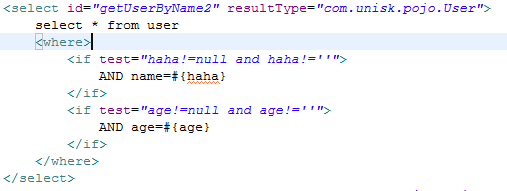 <select id="getUserByName2" resultType="com.unisk.pojo.User">
select * from user
<where>
<if test="haha!=null and haha!=''">
AND name=#{haha}
</if>
<if test="age!=null and age!=''">
AND age=#{age}
</if>
</where>
</select>